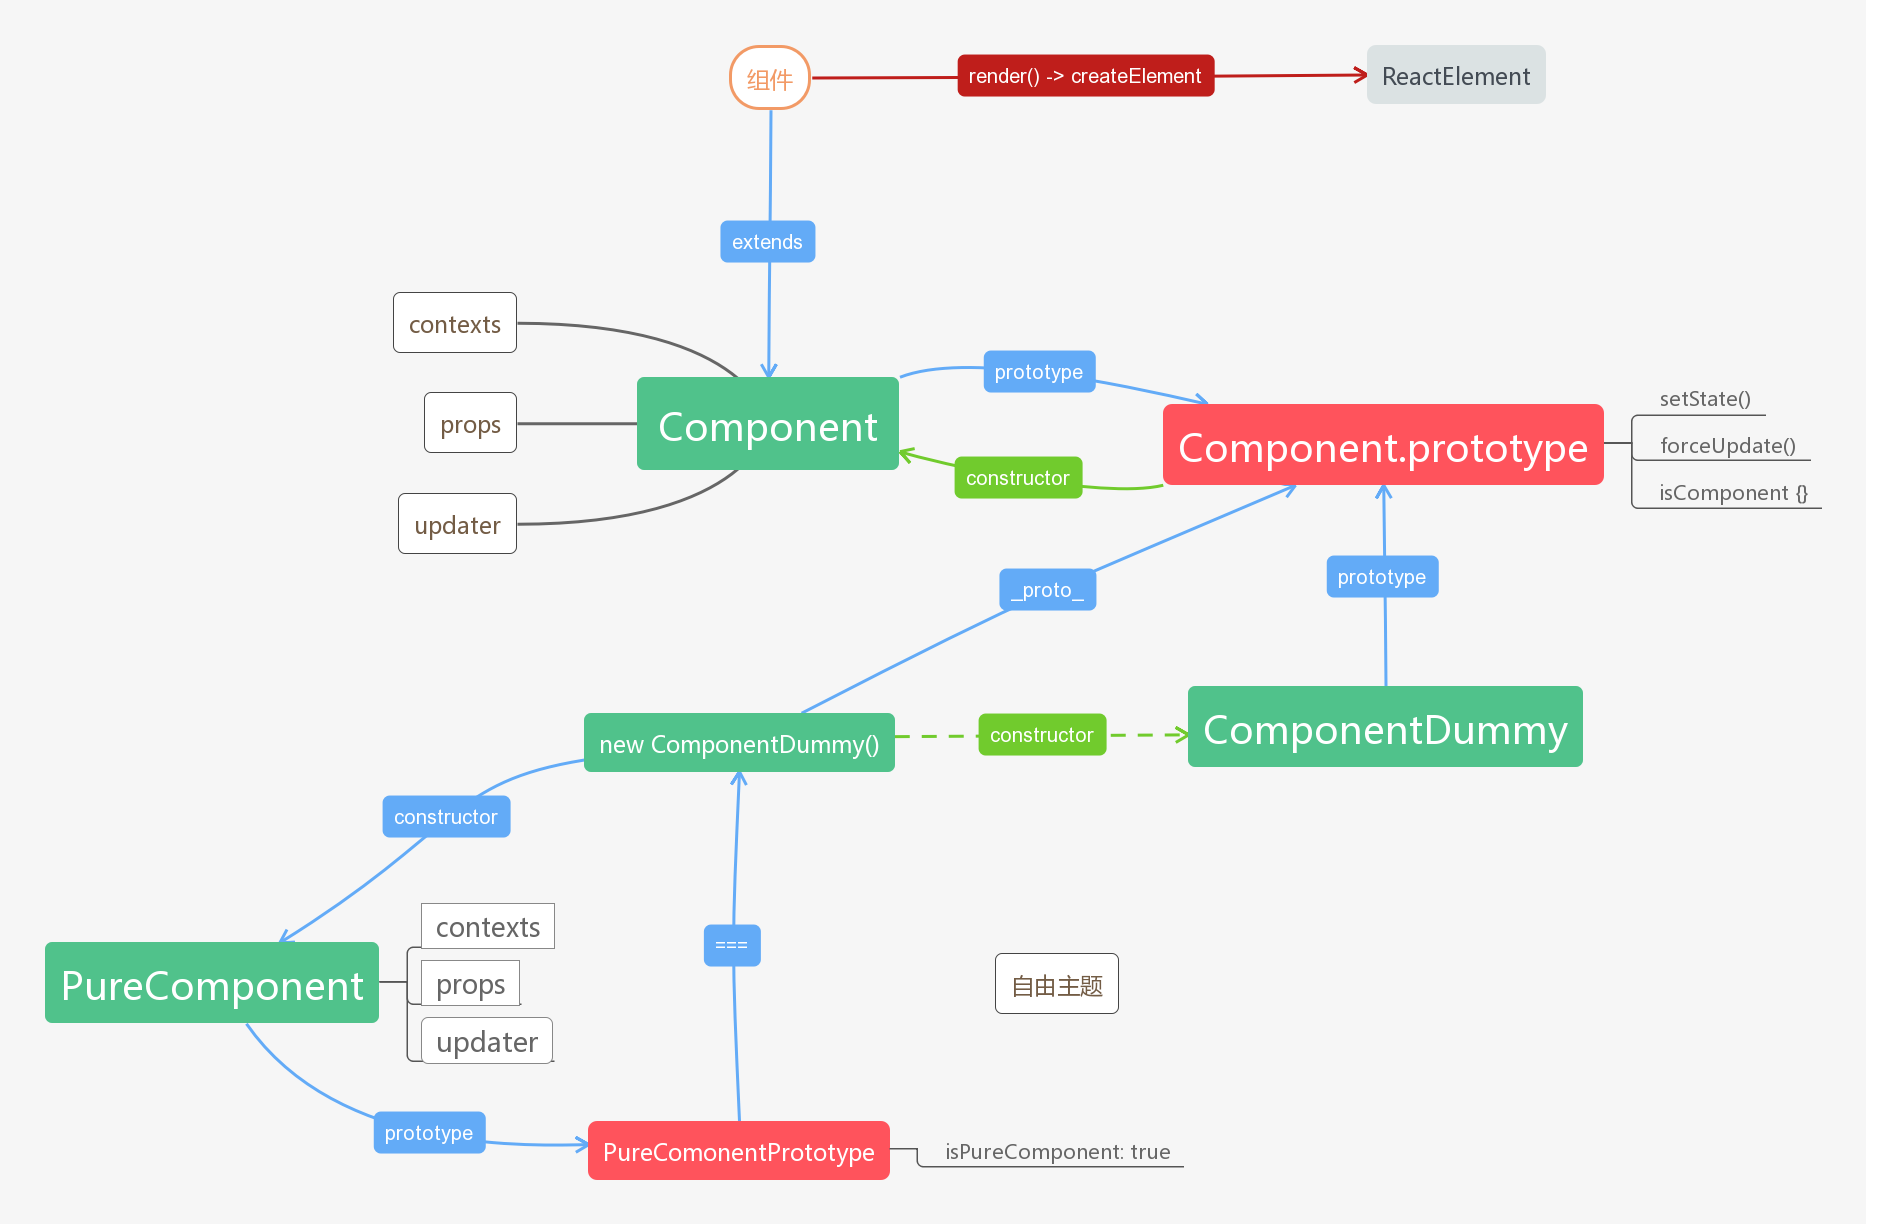 组件
render() -> createElement
ReactElement
extends
contexts
props
updater
Component
prototype
constructor
Component.prototype
setState()
forceUpdate()
isComponent {}
_proto_
prototype
new ComponentDummy()
constructor
ComponentDummy
constructor
PureComponent
contexts
props
updater
===
自由主题
prototype
PureComonentPrototype
isPureComponent: true